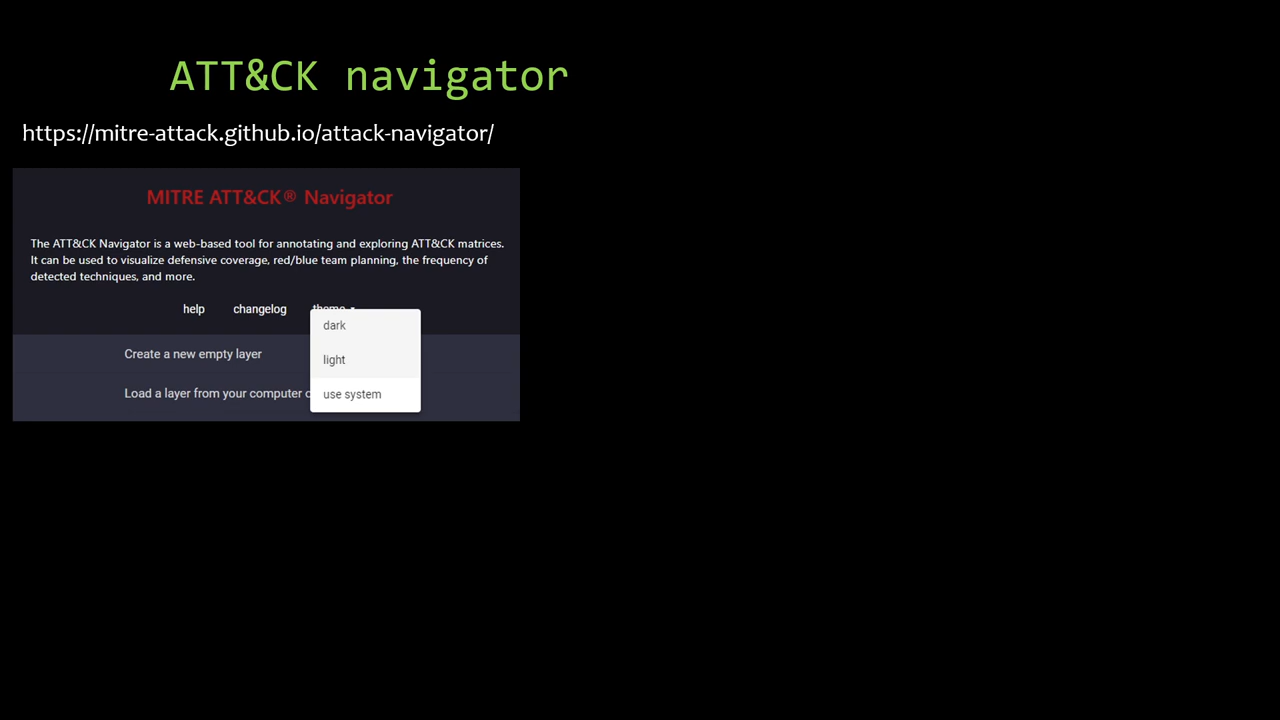 ATT&CK navigator
https://mitre-attack.github.io/attack-navigator/
MITRE ATT&CK® Navigator
The ATT&CK Navigator is a web-based tool for annotating and exploring ATT&CK matrices.
It can be used to visualize defensive coverage, red/blue team planning, the frequency of
detected techniques, and more.
help changelog theme
dark
Create a new empty layer
light
Load a layer from your computer
use system